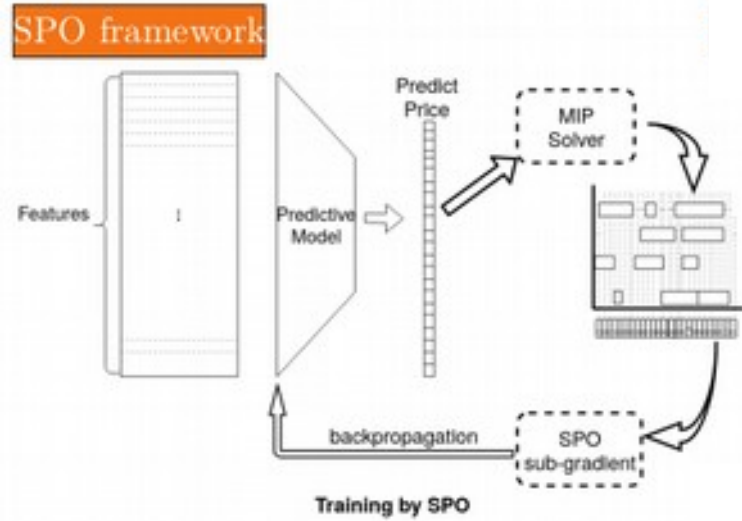 SPO framework
Predict
Price
MIP
Solver
Features
Predictive
Model
backpropagation
SPO
sub-gradient
Training by SPO